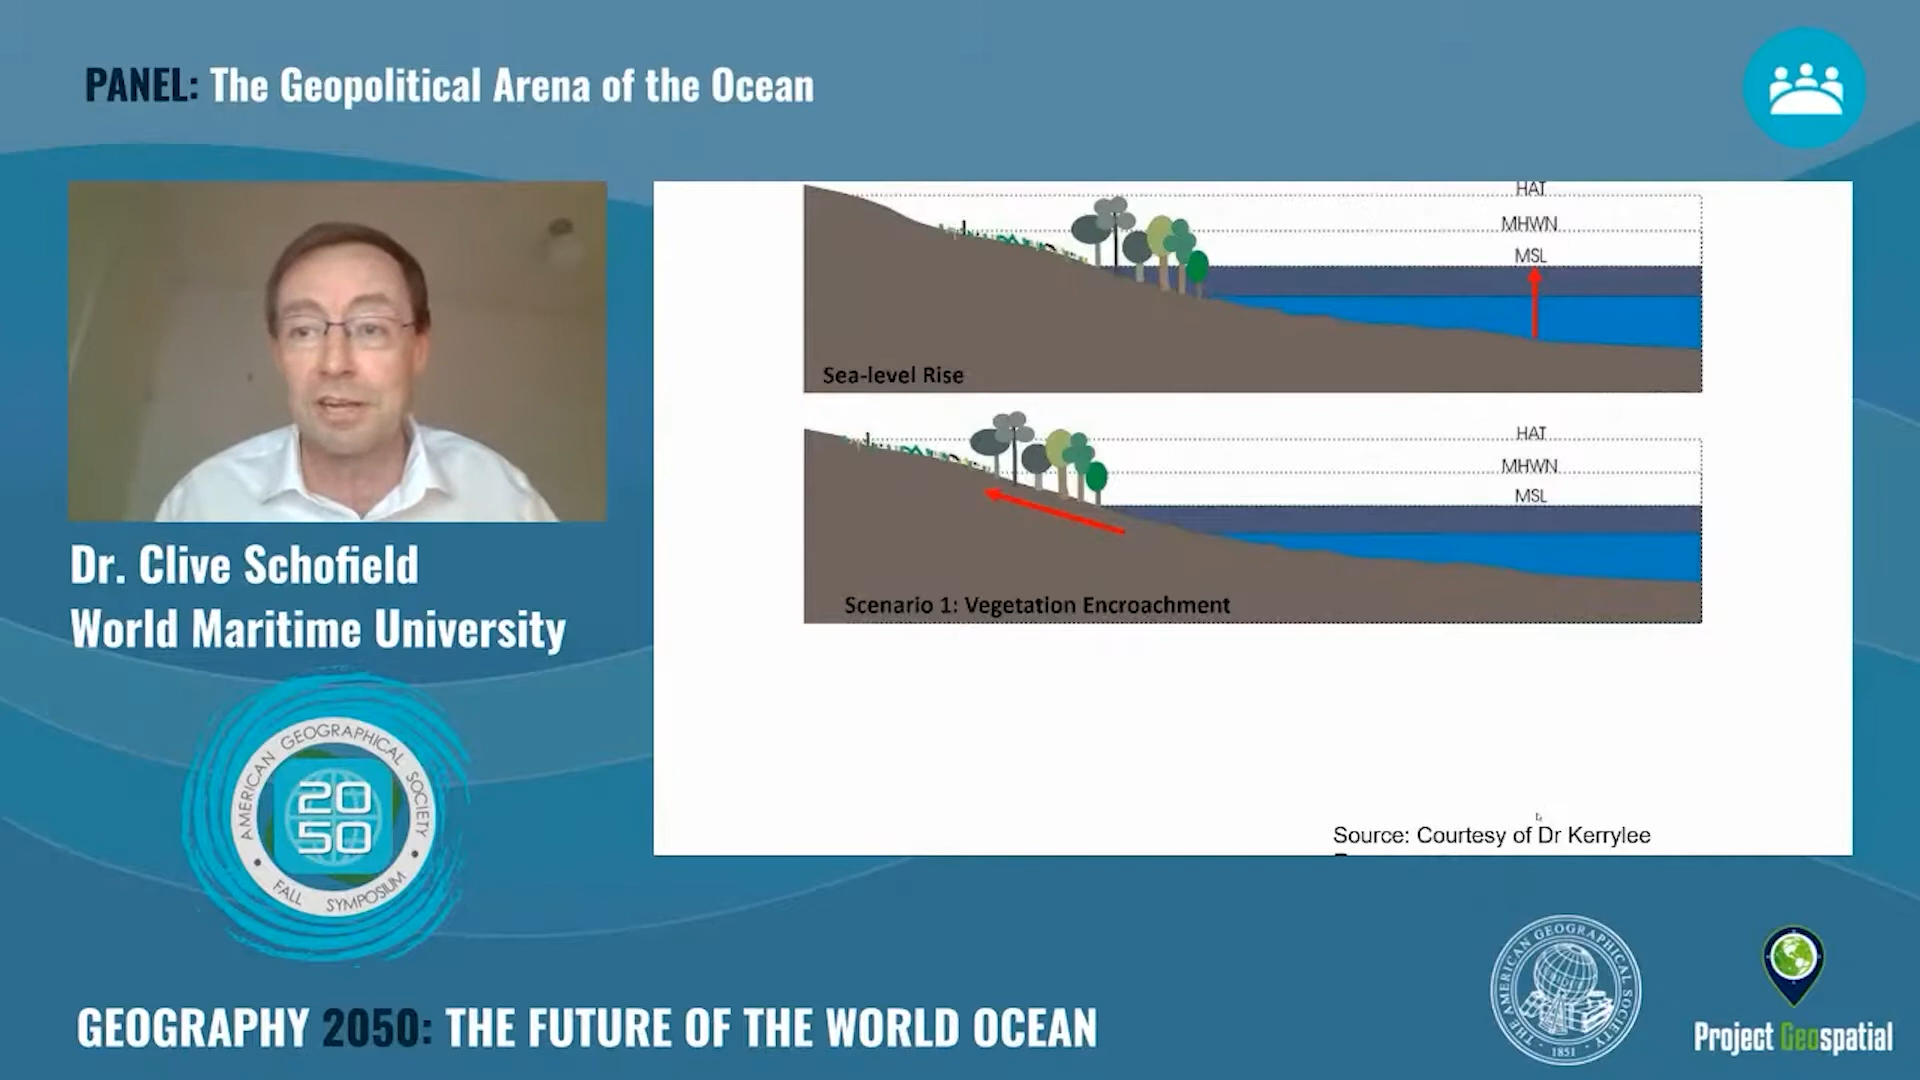 PANEL: The Geopolitical Arena of the Ocean
HAT
MHWN
MSL
Sea-level Rise
HAT
MHWN
MSL
Scenario 1: Vegetation Encroachment
Source: Courtesy of Dr Kerrylee
Dr. Clive Schofield
World Maritime University
AMERICAN GEOGRAPHICAL SOCIETY
20
50
FALL SYMPOSIUM
GEOGRAPHY 2050: THE FUTURE OF THE WORLD OCEAN
THE AMERICAN GEOGRAPHICAL SOCIETY
1851
Project Geospatial